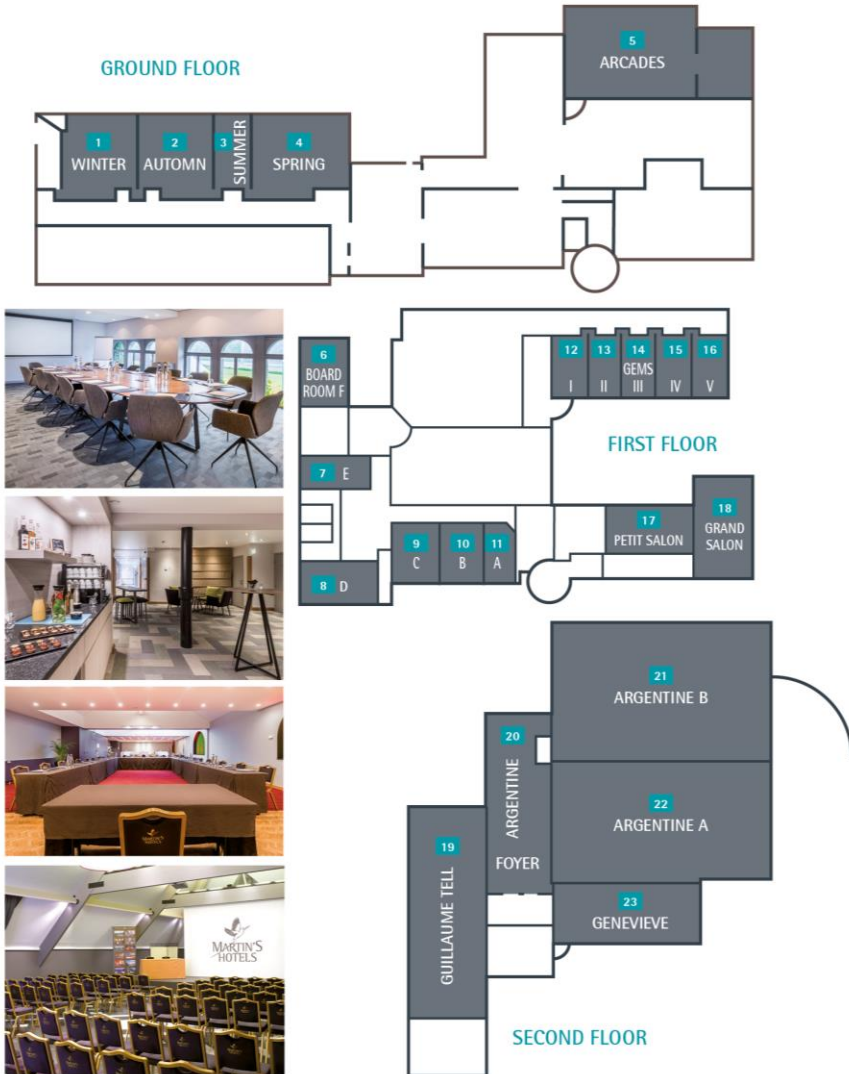 GROUND FLOOR
5
ARCADES
1
WINTER
2
AUTOMN
3
SUMMER
4
SPRING
6
BOARD
ROOM F
12
I
13
II
14
GEMS
III
15
IV
16
V
FIRST FLOOR
7 E
8 D
9
C
10
B
11
A
17
PETIT SALON
18
GRAND
SALON
21
ARGENTINE B
20
ARGENTINE
FOYER
22
ARGENTINE A
19
GUILLAUME TELL
23
GENEVIEVE
SECOND FLOOR
MARTIN'S
HOTELS